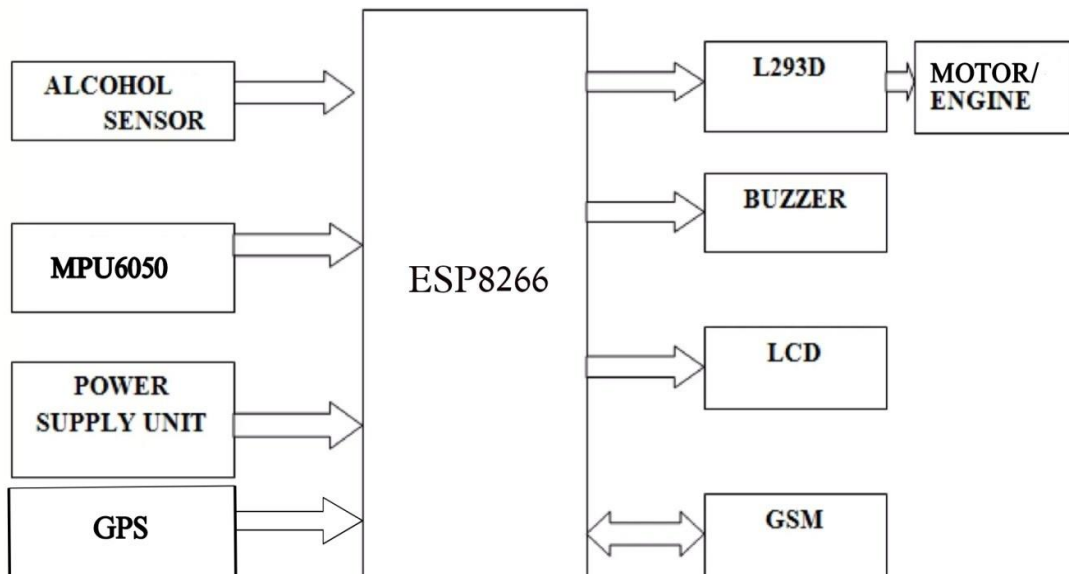 ALCOHOL
SENSOR
MPU6050
POWER
SUPPLY UNIT
GPS
ESP8266
L293D
MOTOR/
ENGINE
BUZZER
LCD
GSM